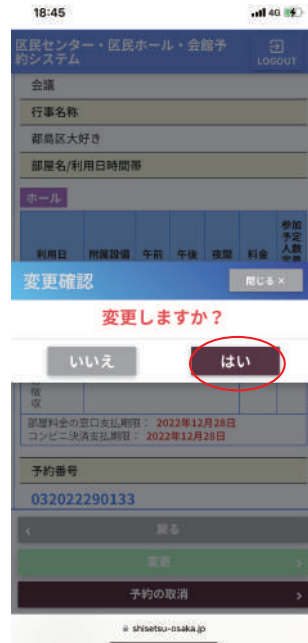 18:45
4G
区民センター・区民ホール・会館予
約システム
LOGOUT
会議
行事名称
都島区大好き
部屋名/利用日時間帯
ホール
利用日 附属設備 午前 午後 夜間 料金 参加
予定
人数
変更確認
閉じる ×
変更しますか？
いいえ
はい
収
部屋料金の窓口支払期限： 2022年12月28日
コンビニ決済支払期限： 2022年12月28日
予約番号
032022290133
戻る
変更
予約の取消
shisetsu-osaka.jp